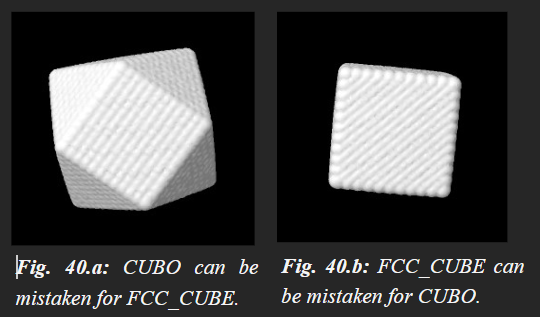 Fig. 40.a: CUBO can be
mistaken for FCC_CUBE.
Fig. 40.b: FCC_CUBE can
be mistaken for CUBO.